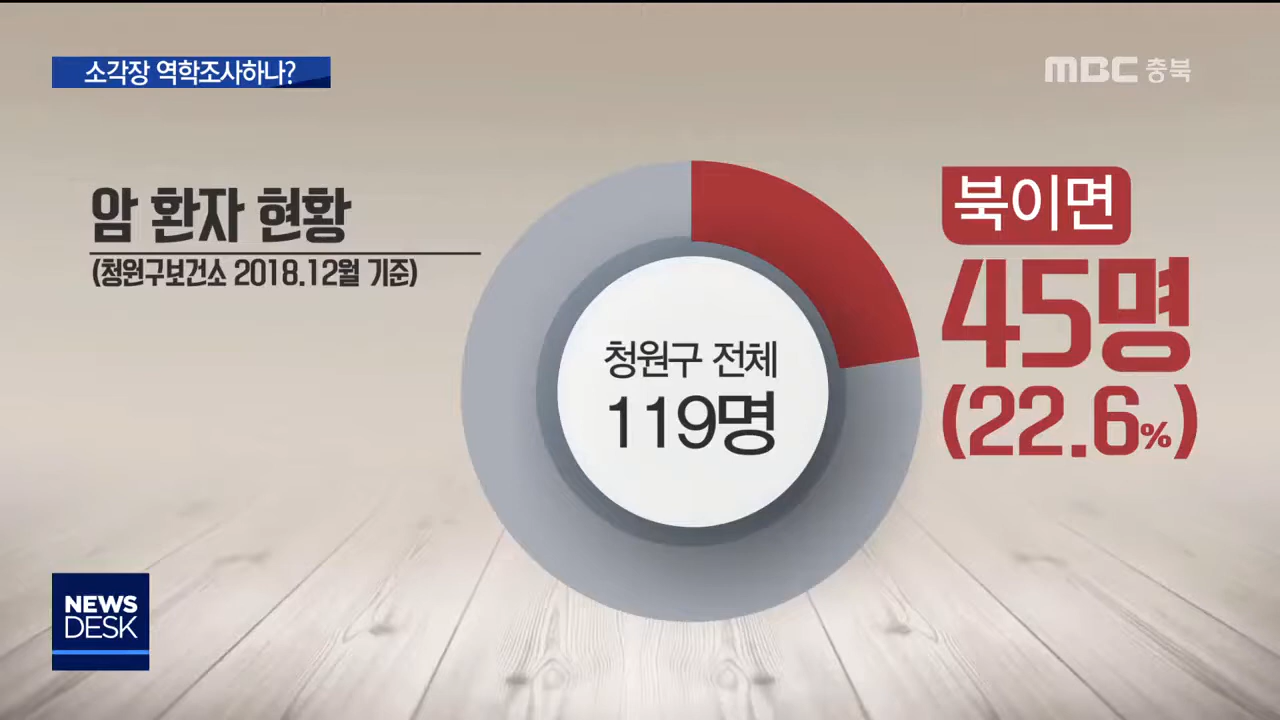 소각장 역학조사하나?
MBC 충북
암 환자 현황
(청원구보건소 2018.12월 기준)
북이면
45명
(22.6%)
청원구 전체
119명
NEWS
DESK